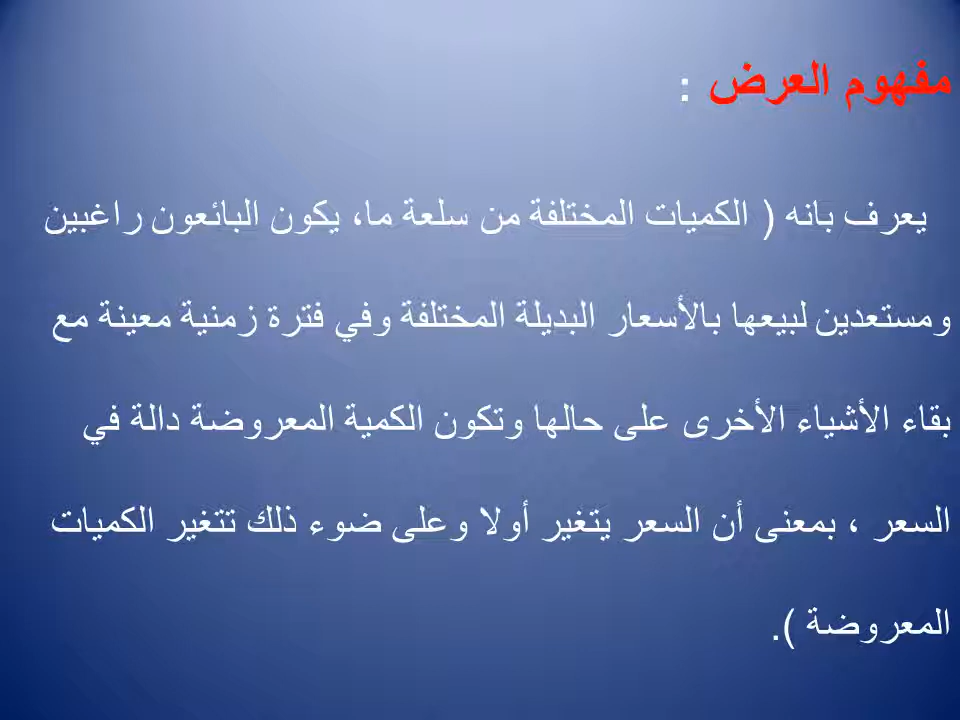 مفهوم العرض :
يعرف بانه ( الكميات المختلفة من سلعة ما، يكون البائعون راغبين
ومستعدين لبيعها بالأسعار البديلة المختلفة وفي فترة زمنية معينة مع
بقاء الأشياء الأخرى على حالها وتكون الكمية المعروضة دالة في
السعر ، بمعنى أن السعر يتغير أولا وعلى ضوء ذلك تتغير الكميات
المعروضة ).